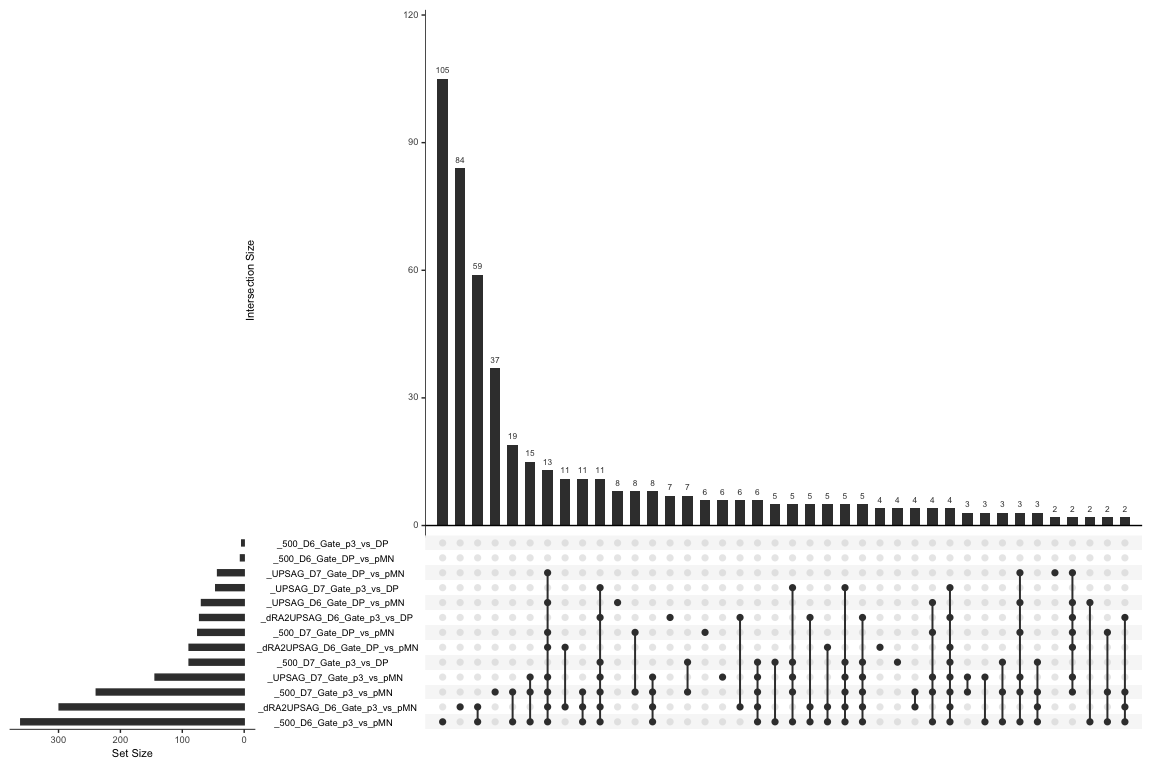 120
105
84
90
59
60
Intersection Size
37
30
19 15 13 11 11 11 8 8 8 7 7 6 6 6 6 5 5 5 5 5 5 4 4 4 4 4 3 3 3 3 3 2 2 2 2 2
0
_500_D6_Gate_p3_vs_DP
_500_D6_Gate_DP_vs_pMN
_UPSAG_D7_Gate_DP_vs_pMN
_UPSAG_D7_Gate_p3_vs_DP
_UPSAG_D6_Gate_DP_vs_pMN
_dRA2UPSAG_D6_Gate_p3_vs_DP
_500_D7_Gate_DP_vs_pMN
_dRA2UPSAG_D6_Gate_DP_vs_pMN
_500_D7_Gate_p3_vs_DP
_UPSAG_D7_Gate_p3_vs_pMN
_500_D7_Gate_p3_vs_pMN
_dRA2UPSAG_D6_Gate_p3_vs_pMN
_500_D6_Gate_p3_vs_pMN
300 200 100 0
Set Size